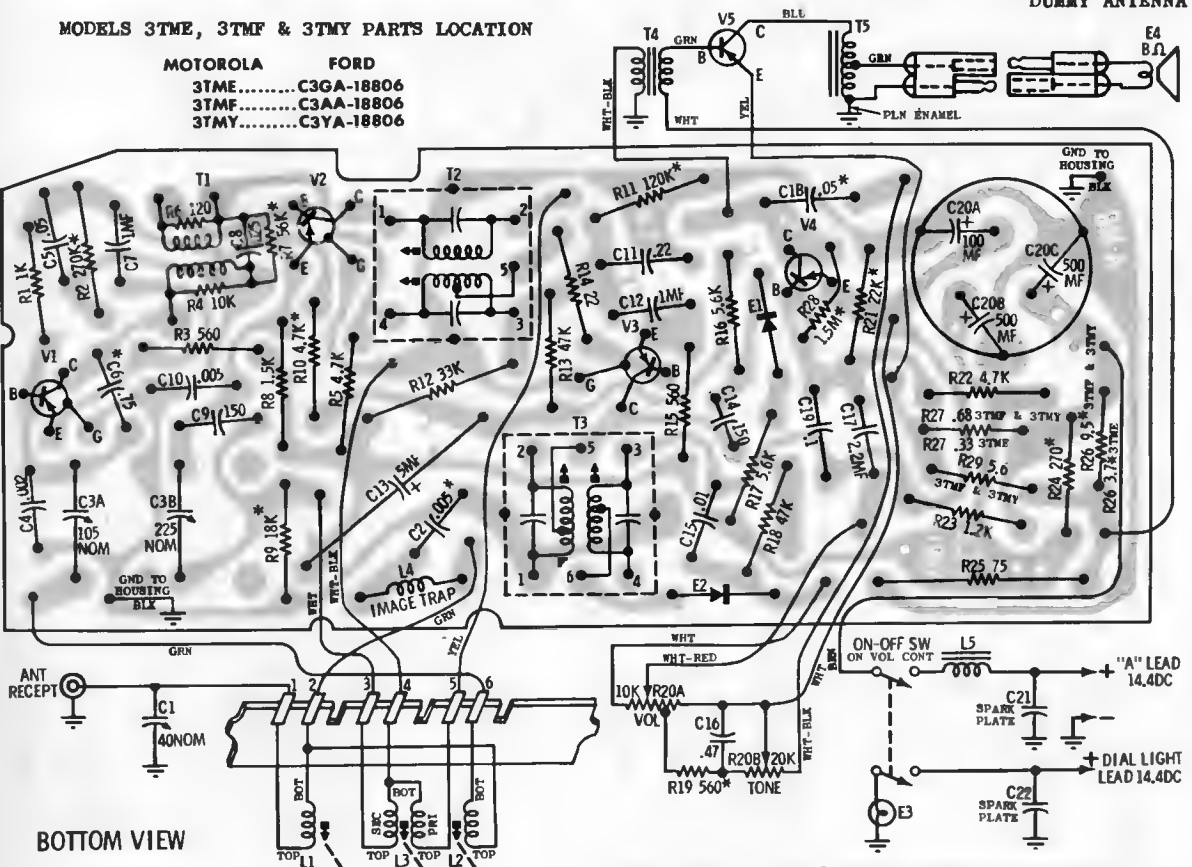 DUMMY ANTENNA
MODELS 3TME, 3TMF & 3TMY PARTS LOCATION
MOTOROLA FORD
3TME.........C3GA-18806
3TMF.........C3AA-18806
3TMY.........C3YA-18806
T4
GRN
V5
B
C
E
BLU
T5
GRN
E4
8Ω
WHT-BLK
WHT
YEL
PLN ENAMEL
GND TO HOUSING
BLK
R1 1K
C5 .05
R2 270K*
C7 1MF
T1
R6 120
C8
R7 56K*
R4 10K
V2
B
C
E
G
T2
1
2
5
4
3
R11 120K*
C18 .05*
V4
C
B
E
R14 22
C11 .22
C12 1MF
V3
E
G
B
C
R13 47K
R16 5.6K
E1
R28
1.5M*
R21 22K*
C20A
100
MF
C20C
500
MF
C20B
500
MF
V1
B
C
E
G
R3 560
C6 .15*
C10 .005
C9 150
R8 1.5K
R10 4.7K*
R5 4.7K
R12 33K
R15 560
C14 150
R17 5.6K
C19 .1
C17 2.2MF
R22 4.7K
R27 .68 3TMF & 3TMY
R27 .33 3TME
R29 5.6
3TMF & 3TMY
R23 1.2K
R24 270*
R26 9.5* 3TMF & 3TMY
R26 3.7* 3TME
C4 .002
C3A
105
NOM
C3B
225
NOM
R9 18K
*
WHT
WHT-BLK
C13 5MF
C2 .005*
T3
2
5
3
1
6
4
C15 .01
R18 47K
E2
R25 75
GND TO HOUSING
BLK
L4
IMAGE TRAP
GRN
YEL
GRN
ANT
RECEPT
C1
40NOM
1
2
3
4
5
6
WHT
WHT-RED
WHT-BLK
WHT
BRN
10K R20A
VOL
C16
.47
R19 560*
R20B 20K
TONE
ON-OFF SW
ON VOL CONT
L5
+ "A" LEAD
14.4DC
C21
SPARK
PLATE
-
+ DIAL LIGHT
LEAD 14.4DC
C22
SPARK
PLATE
E3
BOT
SEC
BOT
PRI
BOT
BOTTOM VIEW
TOP L1
TOP L3
TOP L2
TOP